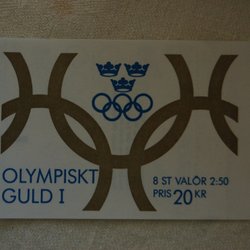 OLYMPISKT
GULD I
8 ST VALÖR 2:50
PRIS 20 KR